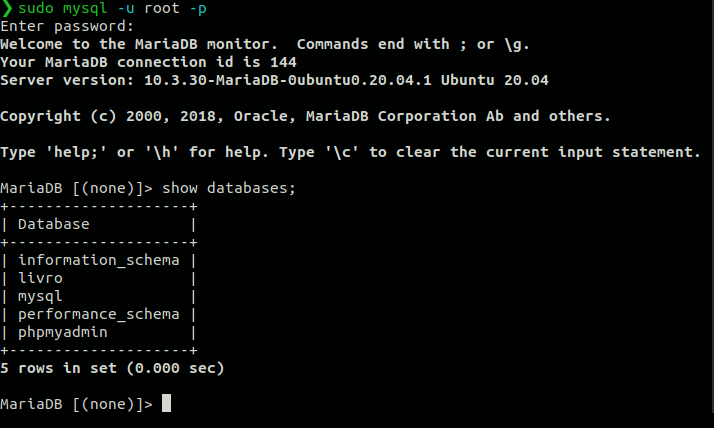 ❯ sudo mysql -u root -p
Enter password:
Welcome to the MariaDB monitor.  Commands end with ; or \g.
Your MariaDB connection id is 144
Server version: 10.3.30-MariaDB-0ubuntu0.20.04.1 Ubuntu 20.04

Copyright (c) 2000, 2018, Oracle, MariaDB Corporation Ab and others.

Type 'help;' or '\h' for help. Type '\c' to clear the current input statement.

MariaDB [(none)]> show databases;
+--------------------+
| Database           |
+--------------------+
| information_schema |
| livro              |
| mysql              |
| performance_schema |
| phpmyadmin         |
+--------------------+
5 rows in set (0.000 sec)

MariaDB [(none)]>